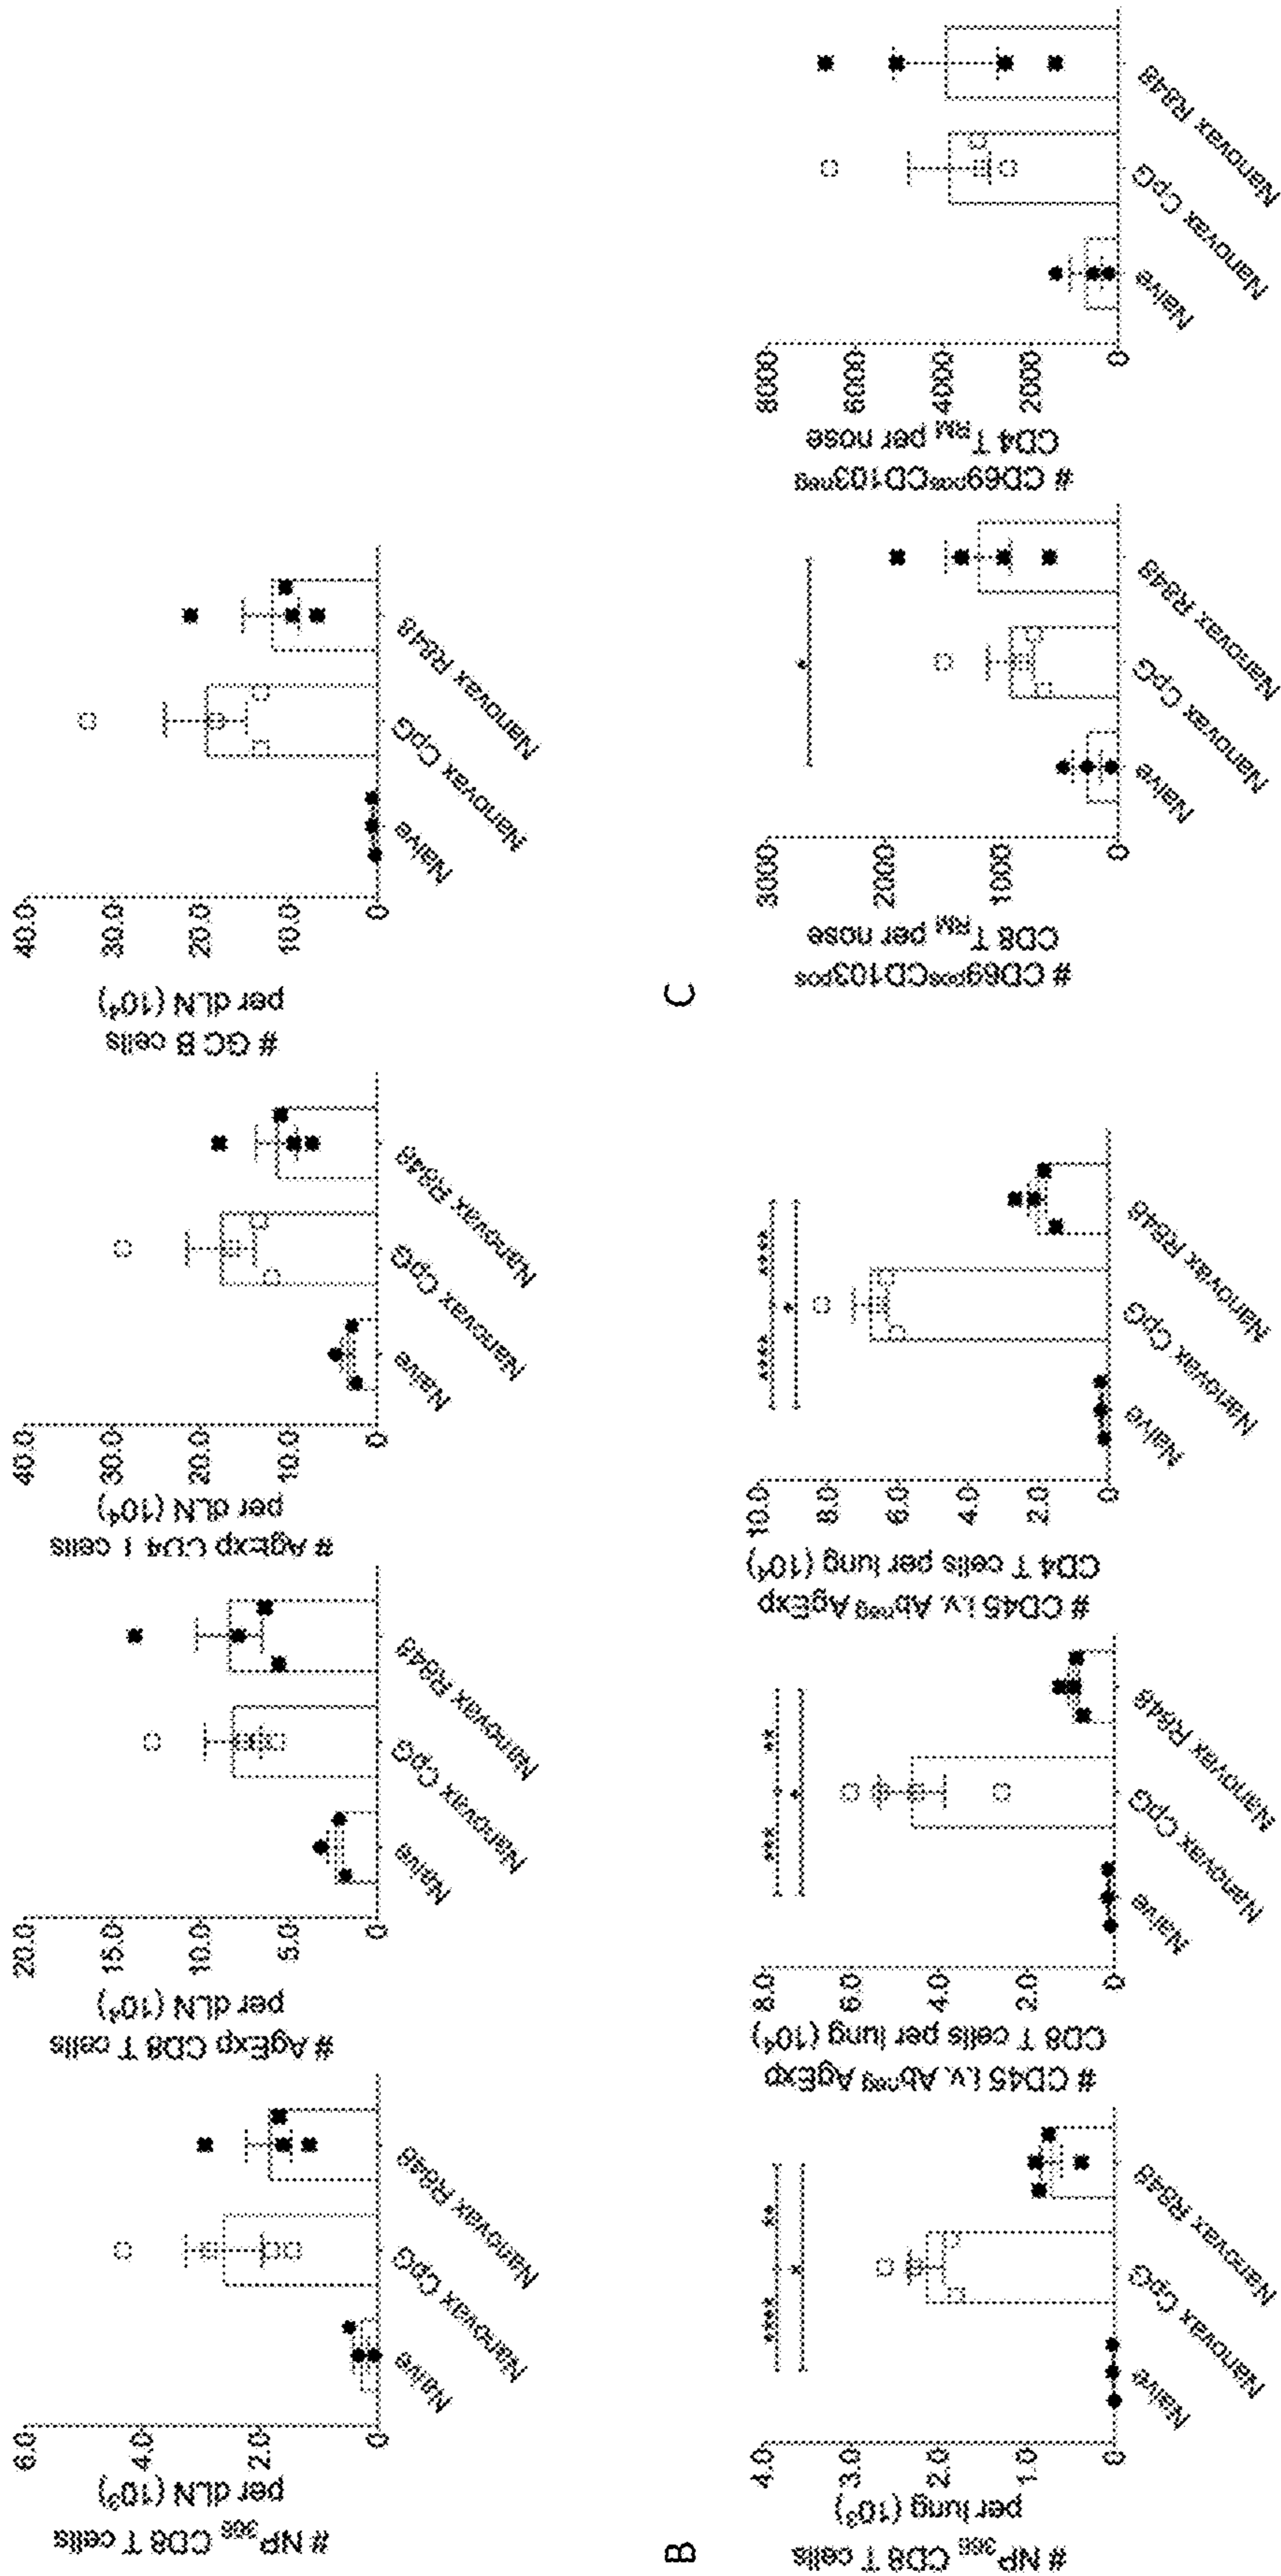 # NP366 CD8 T cells
per dLN (10³)
6.0
4.0
2.0
0
Naive
Nanovax CpG
Nanovax R848
# AgExp CD8 T cells
per dLN (10⁴)
20.0
15.0
10.0
5.0
0
Naive
Nanovax CpG
Nanovax R848
# AgExp CD4 T cells
per dLN (10⁴)
40.0
30.0
20.0
10.0
0
Naive
Nanovax CpG
Nanovax R848
# GC B cells
per dLN (10⁴)
40.0
30.0
20.0
10.0
0
Naive
Nanovax CpG
Nanovax R848
B
# NP366 CD8 T cells
per lung (10³)
4.0
3.0
2.0
1.0
0
**** **
*
Naive
Nanovax CpG
Nanovax R848
# CD45 i.v. Abneg AgExp
CD8 T cells per lung (10⁴)
8.0
6.0
4.0
2.0
0
*** **
*
Naive
Nanovax CpG
Nanovax R848
# CD45 i.v. Abneg AgExp
CD4 T cells per lung (10⁴)
10.0
8.0
6.0
4.0
2.0
0
**** ****
*
Naive
Nanovax CpG
Nanovax R848
C
# CD69posCD103pos
CD8 TRM per nose
3000
2000
1000
0
*
Naive
Nanovax CpG
Nanovax R848
# CD69posCD103neg
CD4 TRM per nose
8000
6000
4000
2000
0
Naive
Nanovax CpG
Nanovax R848